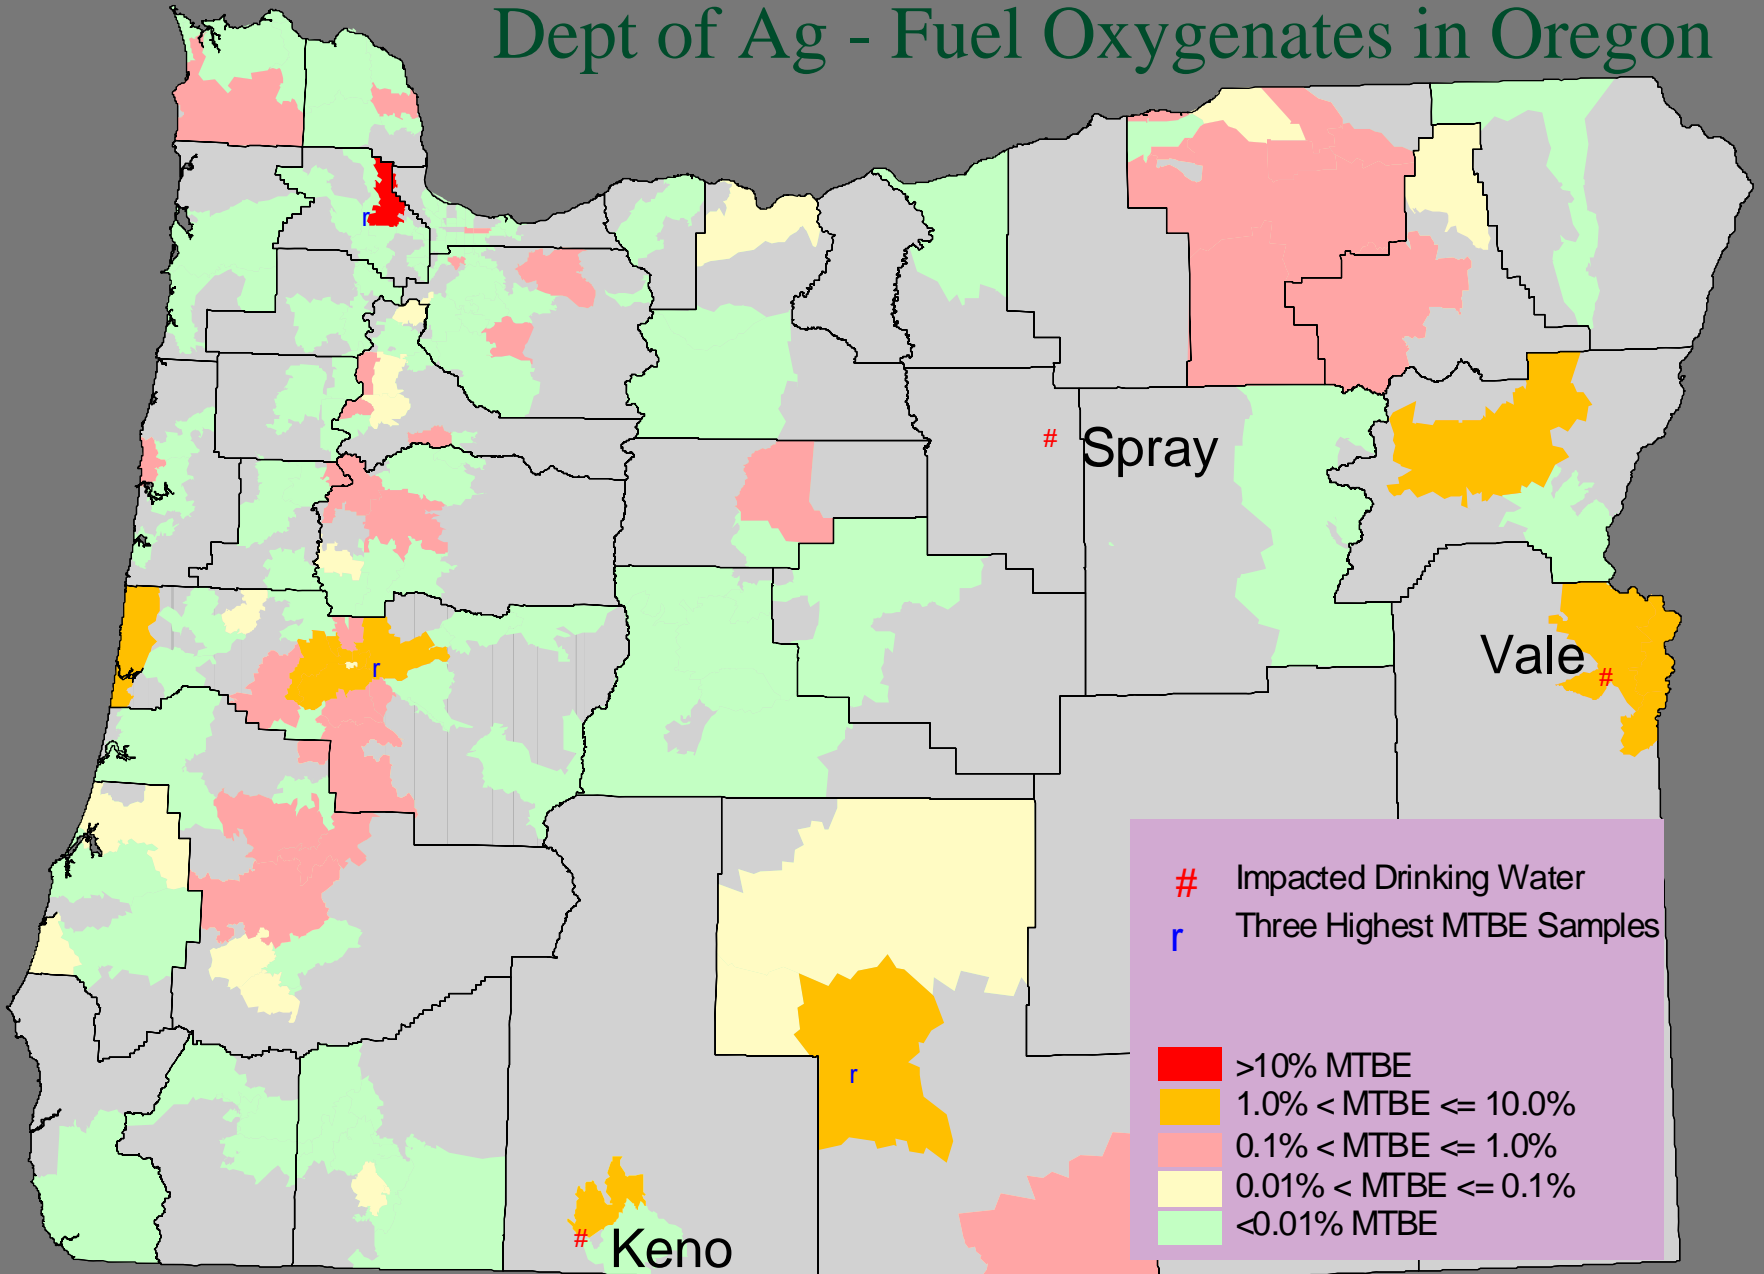 Dept of Ag - Fuel Oxygenates in Oregon
r
# Spray
Vale #
r
# Impacted Drinking Water
r Three Highest MTBE Samples
r
>10% MTBE
1.0% < MTBE <= 10.0%
0.1% < MTBE <= 1.0%
0.01% < MTBE <= 0.1%
<0.01% MTBE
# Keno